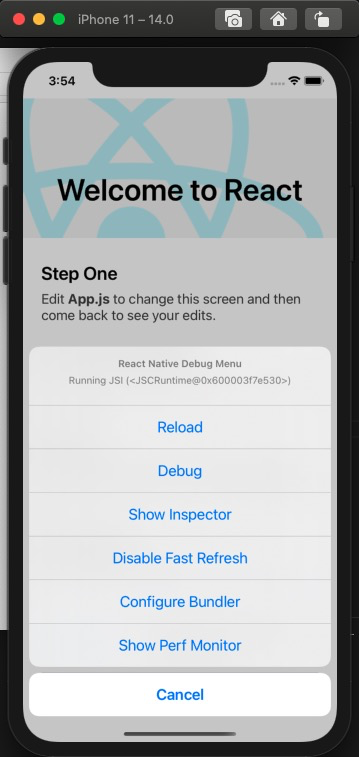 iPhone 11 – 14.0
3:54
Welcome to React
Step One
Edit App.js to change this screen and then
come back to see your edits.
React Native Debug Menu
Running JSI (<JSCRuntime@0x600003f7e530>)
Reload
Debug
Show Inspector
Disable Fast Refresh
Configure Bundler
Show Perf Monitor
Cancel